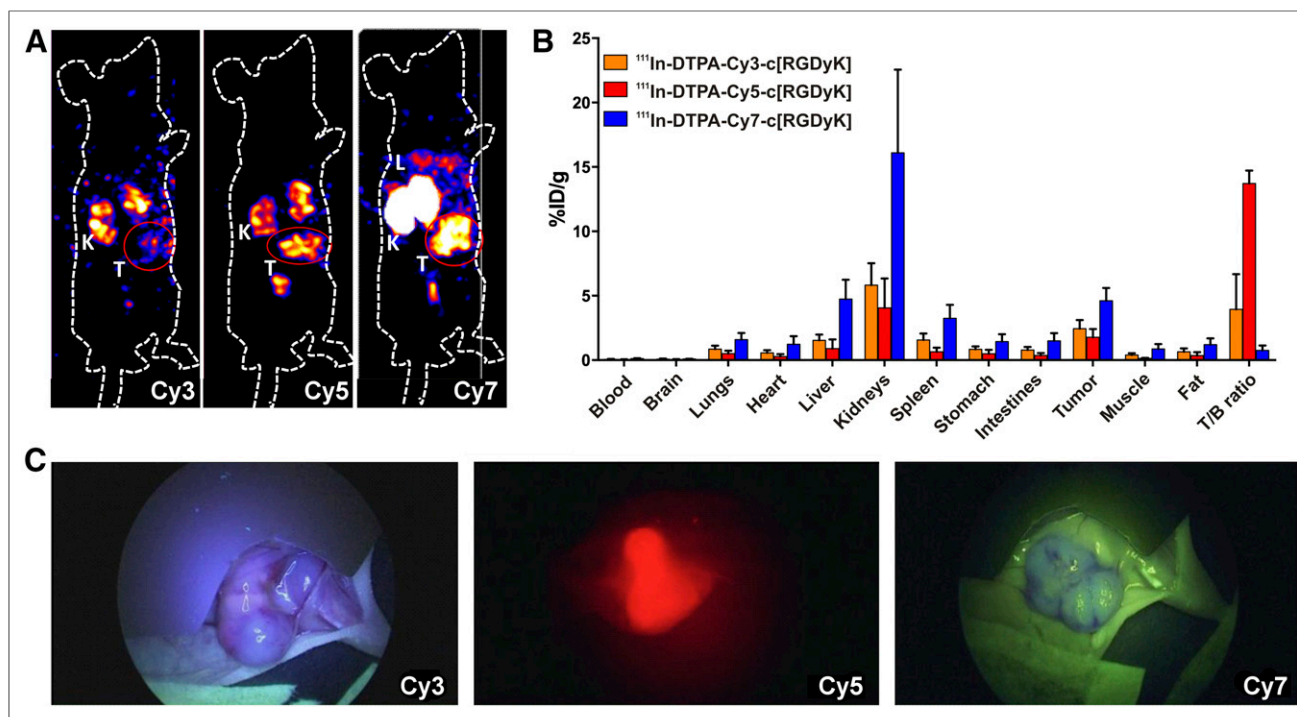 A
K
T
Cy3
K
T
Cy5
L
K
T
Cy7
B
25
20
15
10
5
0
%ID/g
¹¹¹In-DTPA-Cy3-c[RGDyK]
¹¹¹In-DTPA-Cy5-c[RGDyK]
¹¹¹In-DTPA-Cy7-c[RGDyK]
Blood
Brain
Lungs
Heart
Liver
Kidneys
Spleen
Stomach
Intestines
Tumor
Muscle
Fat
T/B ratio
C
Cy3
Cy5
Cy7